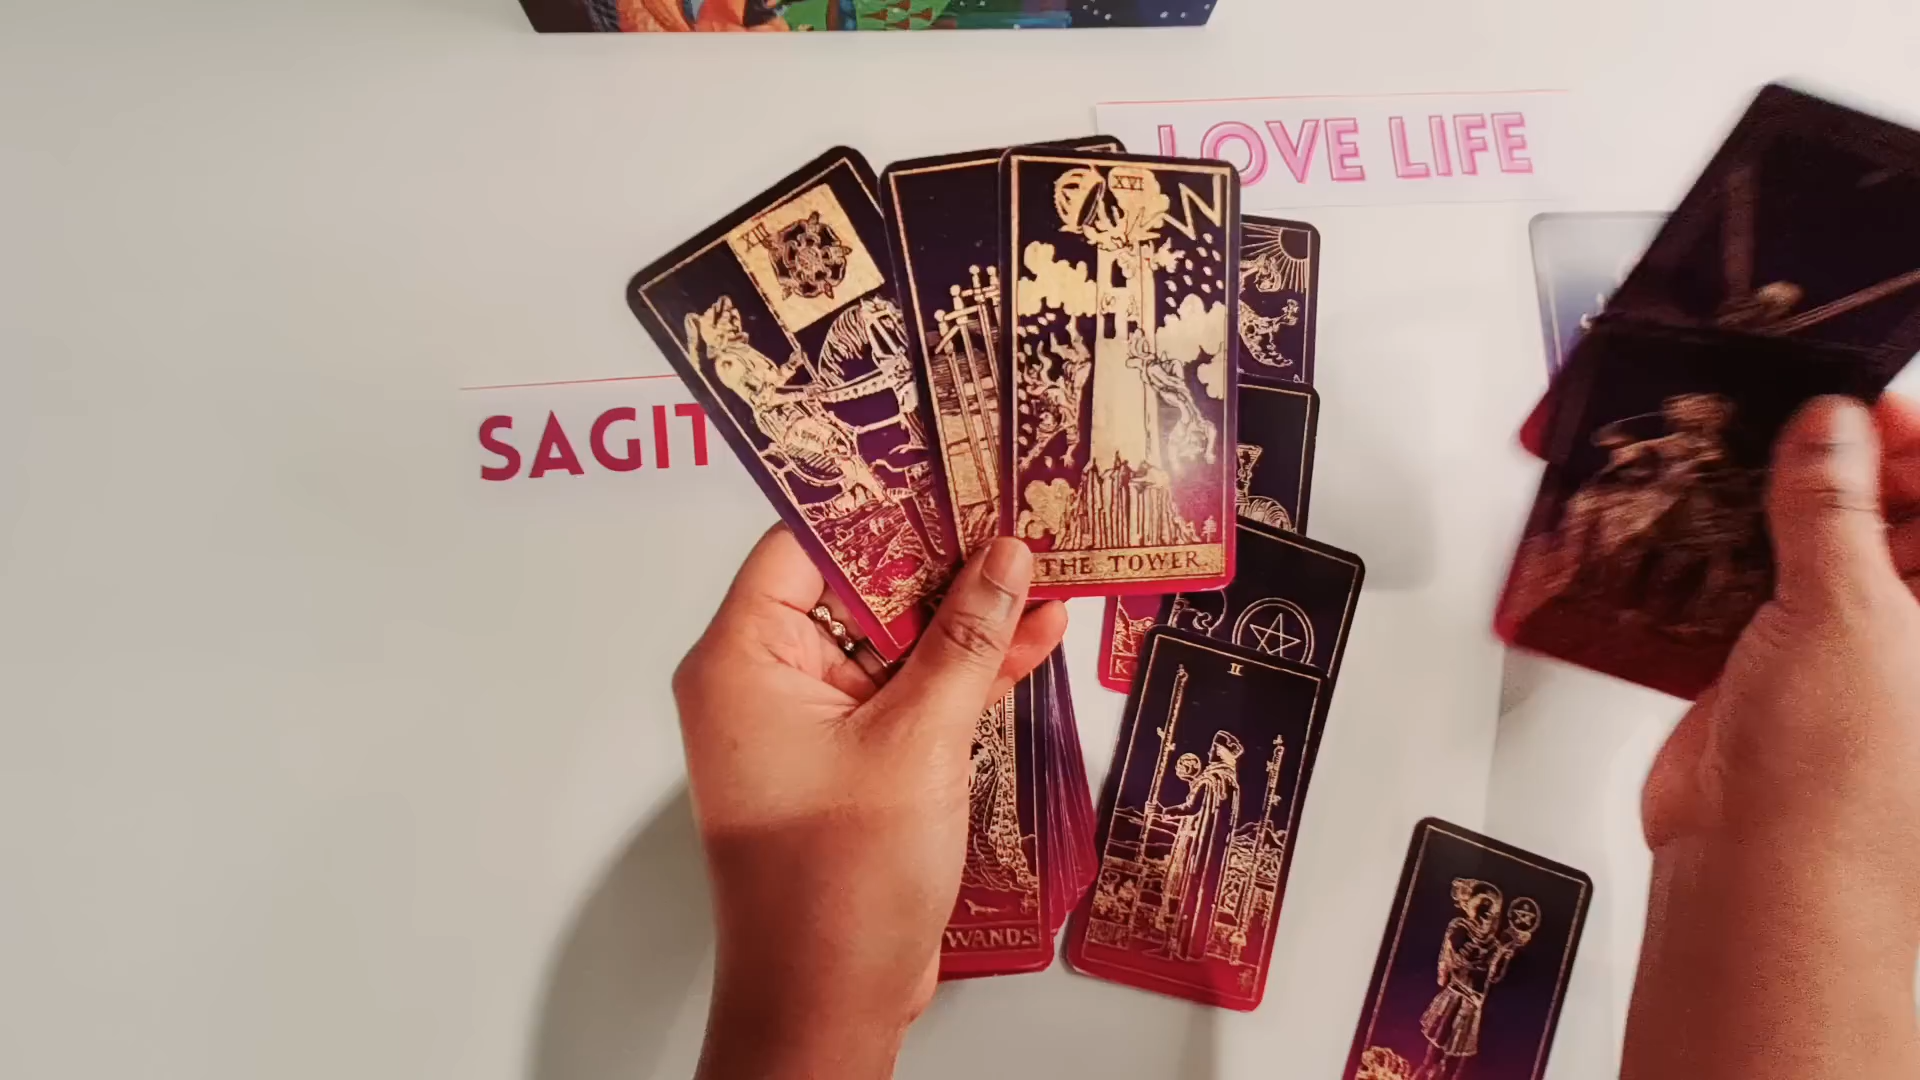 LOVE LIFE
XIII
XVI
SAGIT
THE TOWER.
II
WANDS